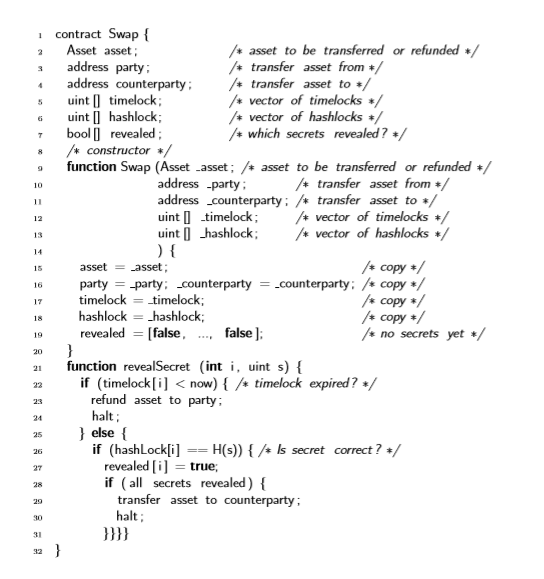 1 contract Swap {
2 Asset asset; /* asset to be transferred or refunded */
3 address party; /* transfer asset from */
4 address counterparty; /* transfer asset to */
5 uint [] timelock; /* vector of timelocks */
6 uint [] hashlock; /* vector of hashlocks */
7 bool [] revealed; /* which secrets revealed? */
8 /* constructor */
9 function Swap (Asset _asset; /* asset to be transferred or refunded */
10 address _party; /* transfer asset from */
11 address _counterparty; /* transfer asset to */
12 uint [] _timelock; /* vector of timelocks */
13 uint [] _hashlock; /* vector of hashlocks */
14 ) {
15 asset = _asset; /* copy */
16 party = _party; _counterparty = _counterparty; /* copy */
17 timelock = _timelock; /* copy */
18 hashlock = _hashlock; /* copy */
19 revealed = [false, ..., false]; /* no secrets yet */
20 }
21 function revealSecret (int i, uint s) {
22 if (timelock[i] < now) { /* timelock expired? */
23 refund asset to party;
24 halt;
25 } else {
26 if (hashLock[i] == H(s)) { /* Is secret correct? */
27 revealed[i] = true;
28 if (all secrets revealed) {
29 transfer asset to counterparty;
30 halt;
31 }}}}
32 }